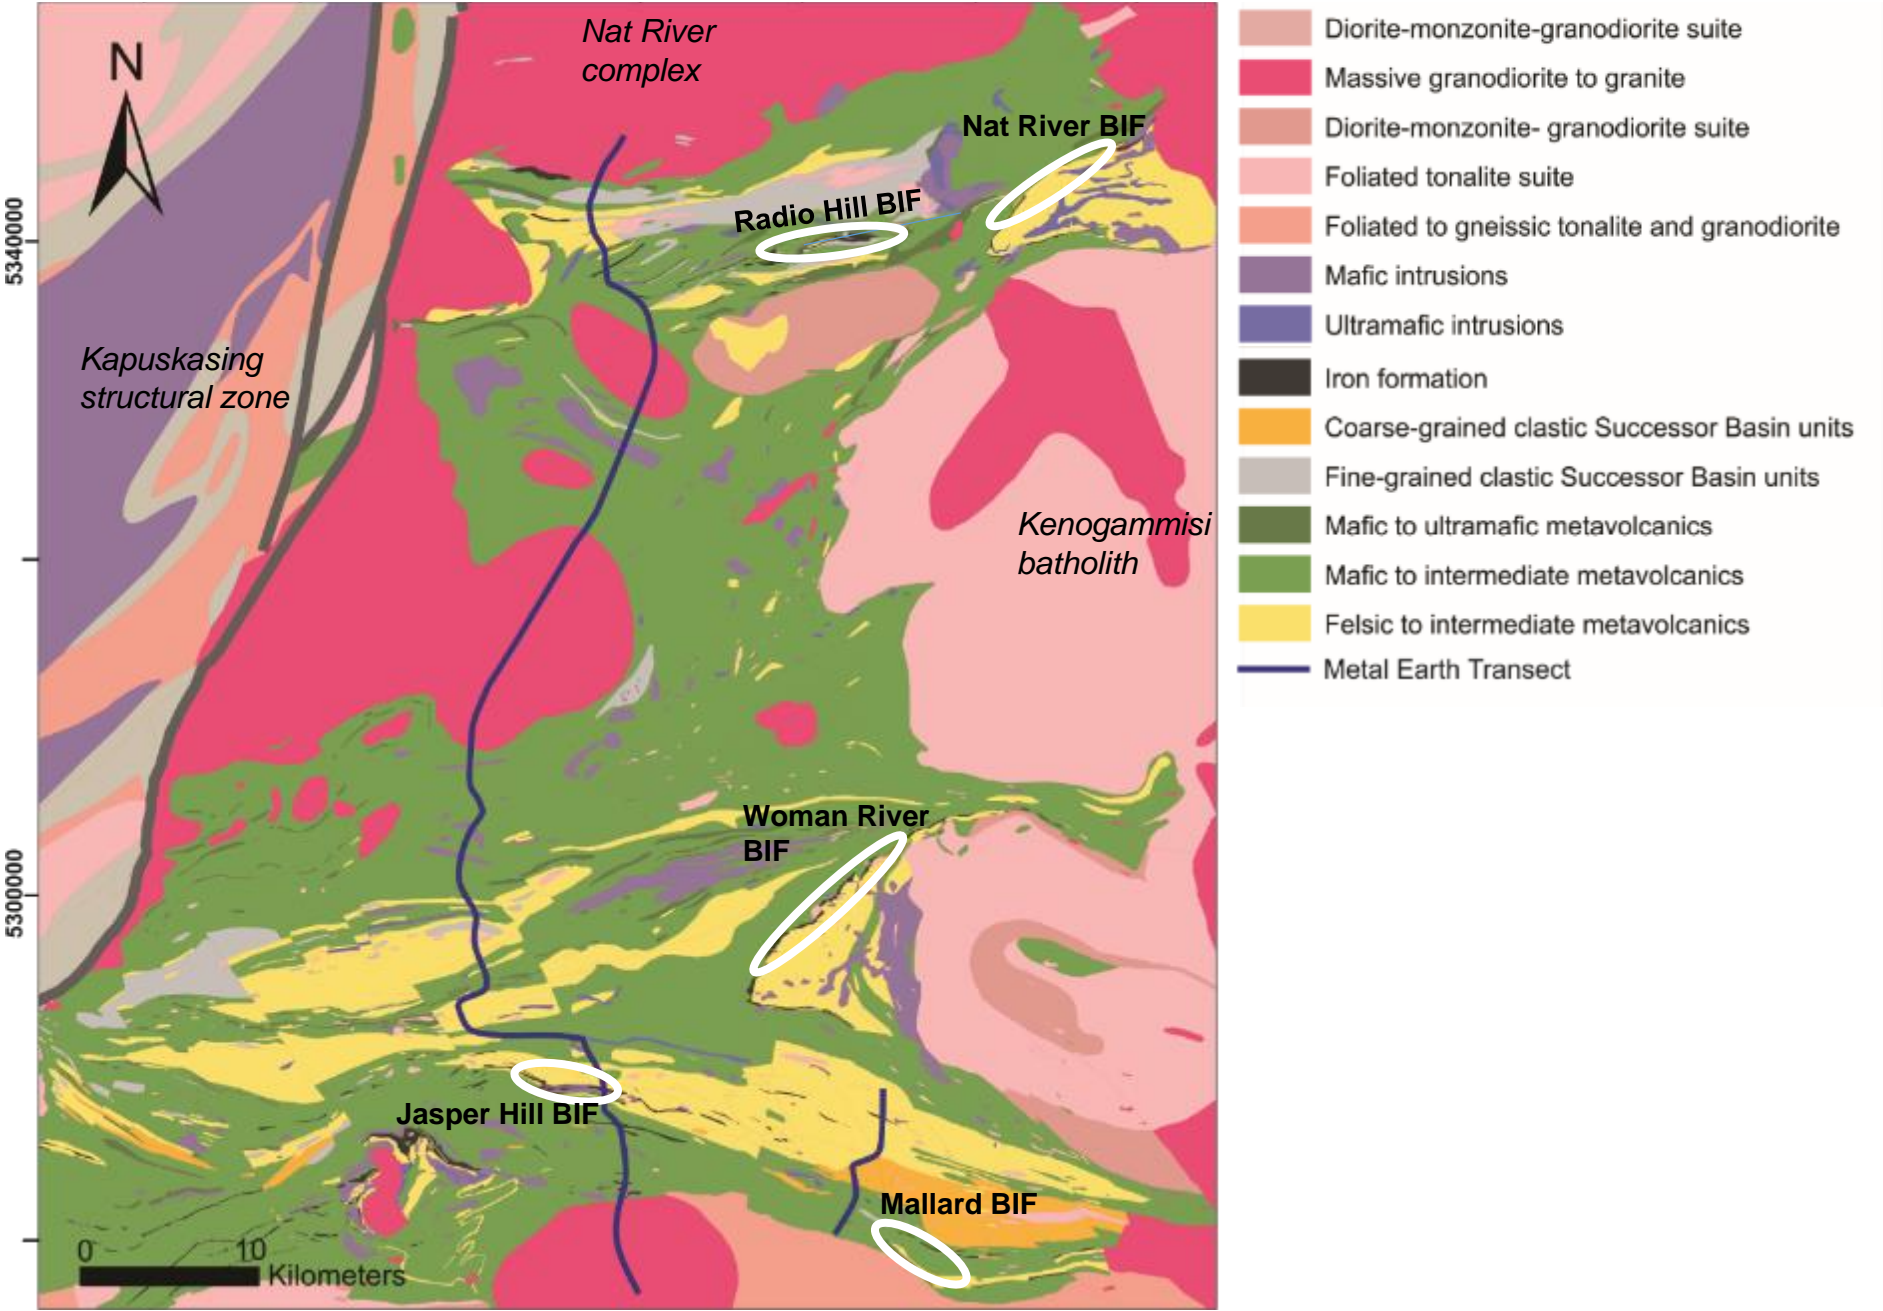 N
Nat River
complex
Nat River BIF
Radio Hill BIF
5340000
Kapuskasing
structural zone
Kenogammisi
batholith
Woman River
BIF
5300000
Jasper Hill BIF
Mallard BIF
0 10
Kilometers
Diorite-monzonite-granodiorite suite
Massive granodiorite to granite
Diorite-monzonite- granodiorite suite
Foliated tonalite suite
Foliated to gneissic tonalite and granodiorite
Mafic intrusions
Ultramafic intrusions
Iron formation
Coarse-grained clastic Successor Basin units
Fine-grained clastic Successor Basin units
Mafic to ultramafic metavolcanics
Mafic to intermediate metavolcanics
Felsic to intermediate metavolcanics
Metal Earth Transect